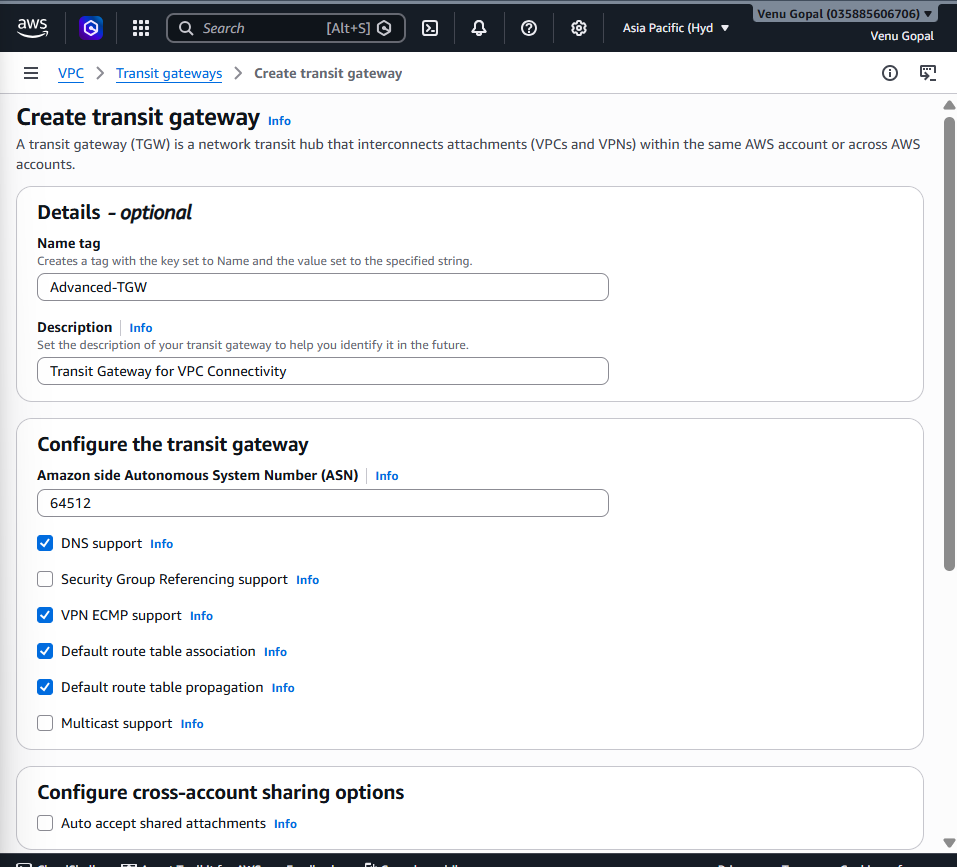 aws
Search [Alt+S]
Asia Pacific (Hyd
Venu Gopal (035885606706)
Venu Gopal
VPC
Transit gateways
Create transit gateway
Create transit gateway Info
A transit gateway (TGW) is a network transit hub that interconnects attachments (VPCs and VPNs) within the same AWS account or across AWS
accounts.
Details - optional
Name tag
Creates a tag with the key set to Name and the value set to the specified string.
Advanced-TGW
Description Info
Set the description of your transit gateway to help you identify it in the future.
Transit Gateway for VPC Connectivity
Configure the transit gateway
Amazon side Autonomous System Number (ASN) Info
64512
DNS support Info
Security Group Referencing support Info
VPN ECMP support Info
Default route table association Info
Default route table propagation Info
Multicast support Info
Configure cross-account sharing options
Auto accept shared attachments Info